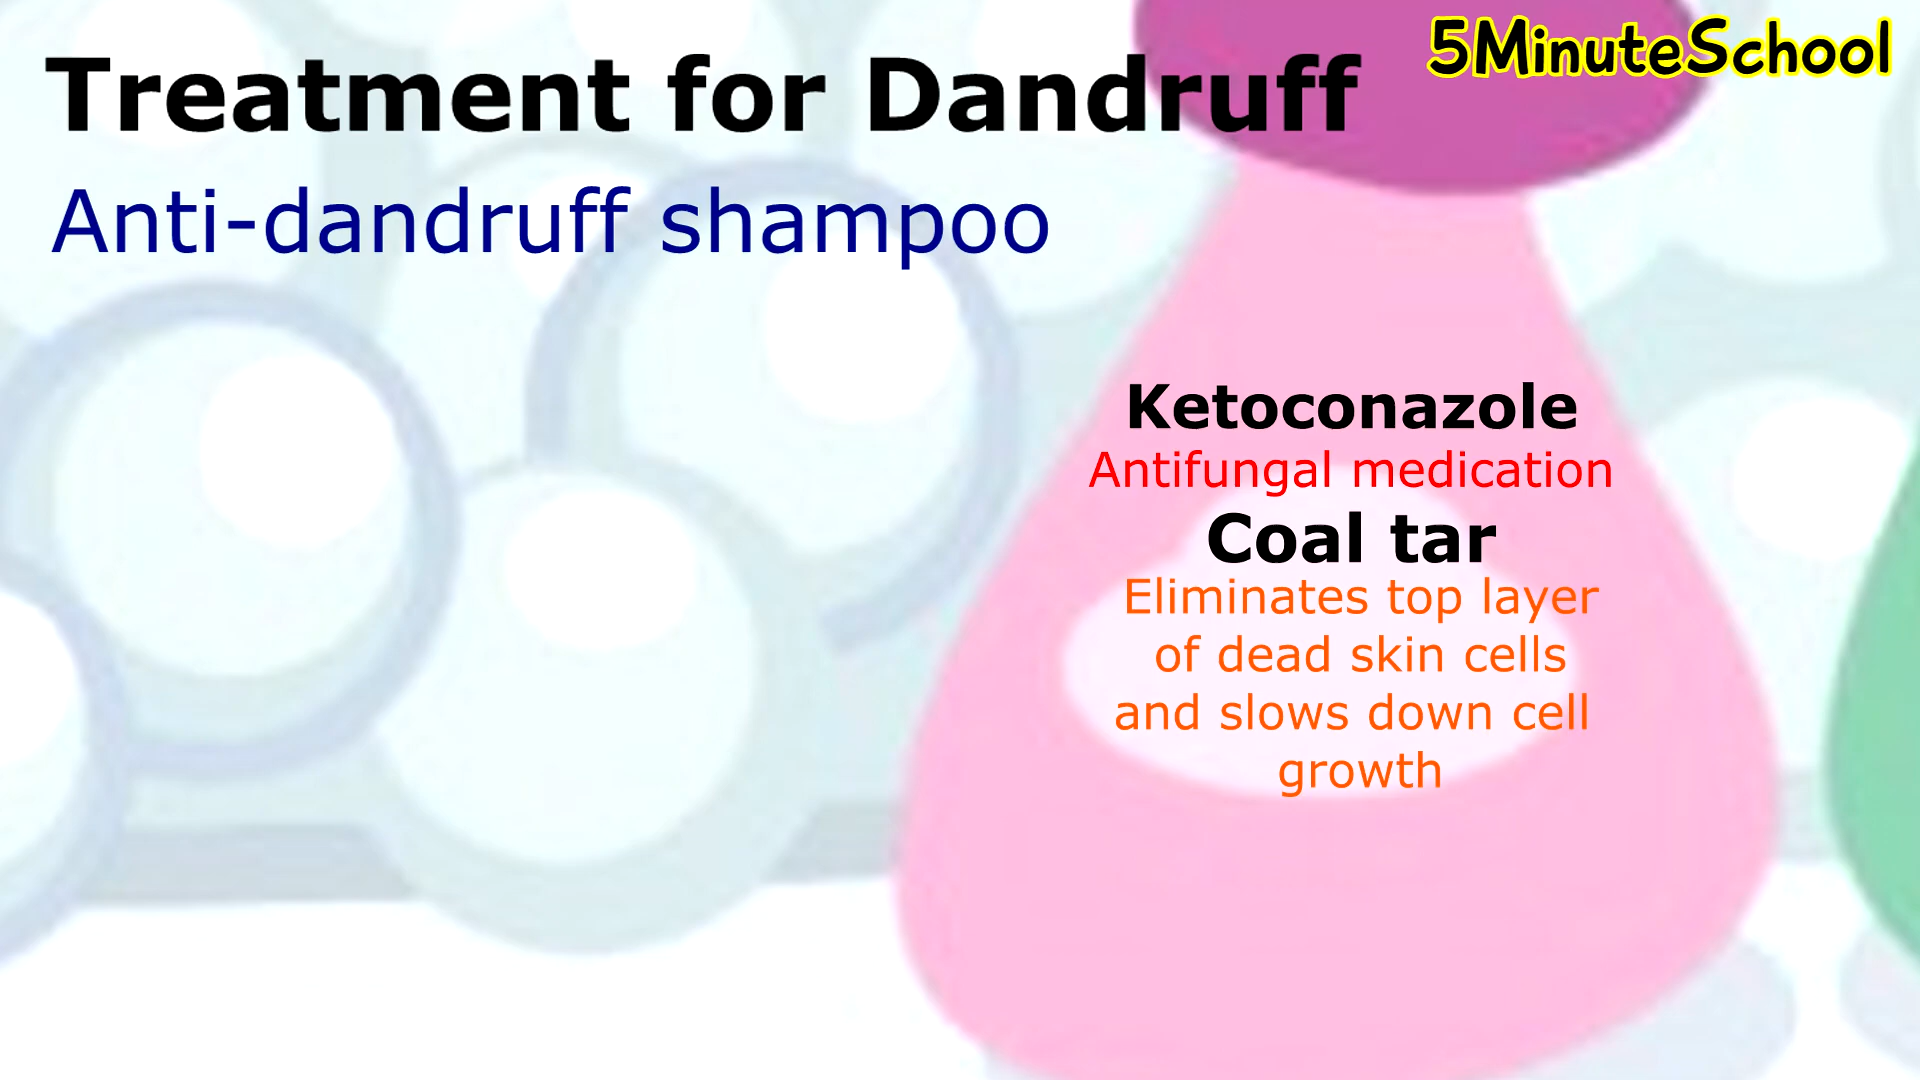 5MinuteSchool
Treatment for Dandruff
Anti-dandruff shampoo
Ketoconazole
Antifungal medication
Coal tar
Eliminates top layer
of dead skin cells
and slows down cell
growth